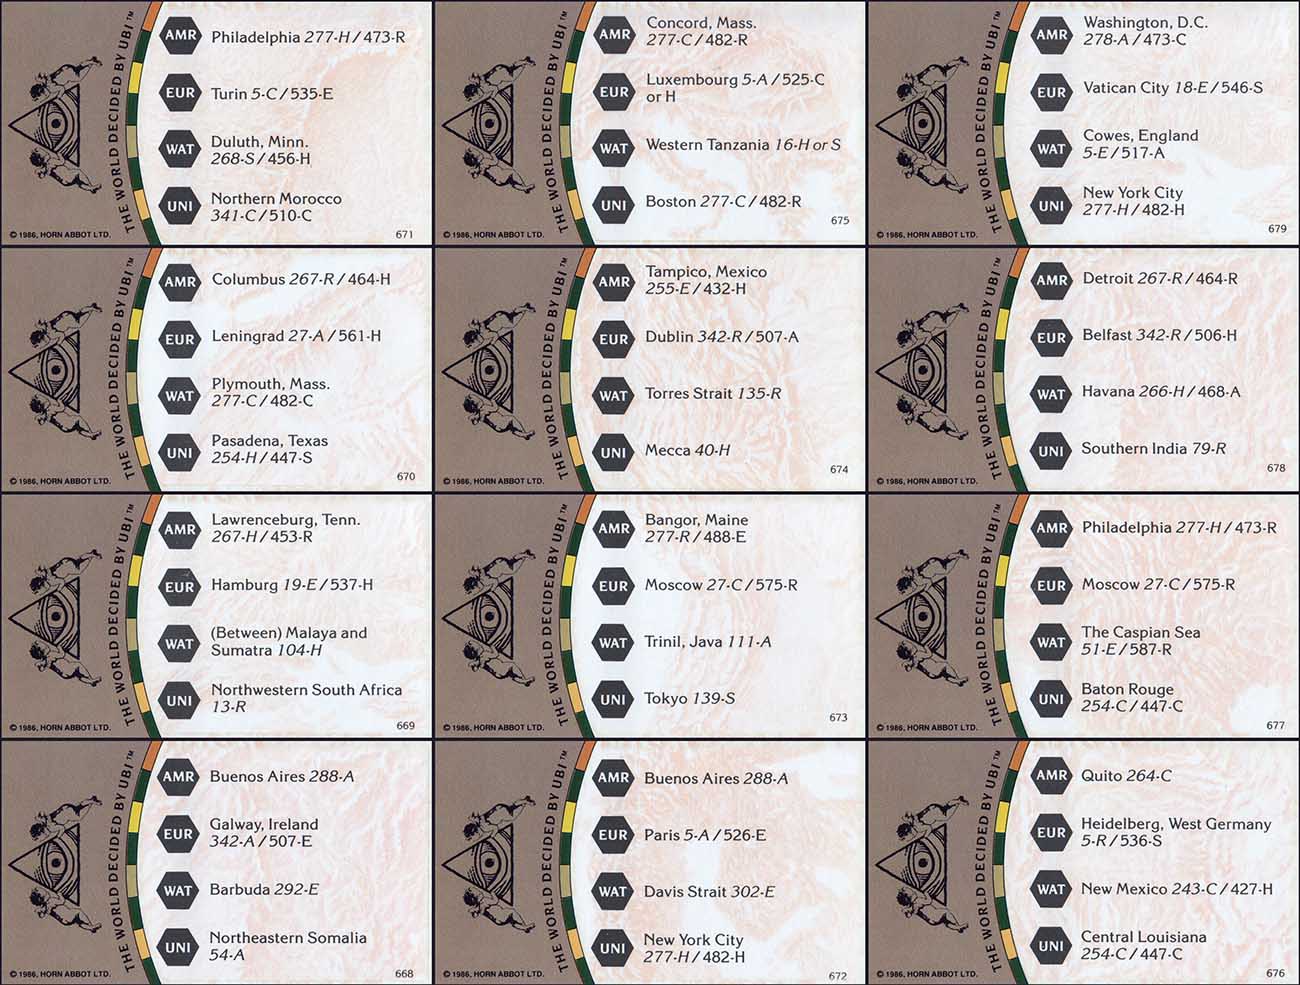 THE WORLD DECIDED BY UBI™
© 1986, HORN ABBOT LTD.
AMR Philadelphia 277-H / 473-R
EUR Turin 5-C / 535-E
WAT Duluth, Minn.
268-S / 456-H
UNI Northern Morocco
341-C / 510-C
671
THE WORLD DECIDED BY UBI™
© 1986, HORN ABBOT LTD.
AMR Concord, Mass.
277-C / 482-R
EUR Luxembourg 5-A / 525-C
or H
WAT Western Tanzania 16-H or S
UNI Boston 277-C / 482-R
675
THE WORLD DECIDED BY UBI™
© 1986, HORN ABBOT LTD.
AMR Washington, D.C.
278-A / 473-C
EUR Vatican City 18-E / 546-S
WAT Cowes, England
5-E / 517-A
UNI New York City
277-H / 482-H
679
THE WORLD DECIDED BY UBI™
© 1986, HORN ABBOT LTD.
AMR Columbus 267-R / 464-H
EUR Leningrad 27-A / 561-H
WAT Plymouth, Mass.
277-C / 482-C
UNI Pasadena, Texas
254-H / 447-S
670
THE WORLD DECIDED BY UBI™
© 1986, HORN ABBOT LTD.
AMR Tampico, Mexico
255-E / 432-H
EUR Dublin 342-R / 507-A
WAT Torres Strait 135-R
UNI Mecca 40-H
674
THE WORLD DECIDED BY UBI™
© 1986, HORN ABBOT LTD.
AMR Detroit 267-R / 464-R
EUR Belfast 342-R / 506-H
WAT Havana 266-H / 468-A
UNI Southern India 79-R
678
THE WORLD DECIDED BY UBI™
© 1986, HORN ABBOT LTD.
AMR Lawrenceburg, Tenn.
267-H / 453-R
EUR Hamburg 19-E / 537-H
WAT (Between) Malaya and
Sumatra 104-H
UNI Northwestern South Africa
13-R
669
THE WORLD DECIDED BY UBI™
© 1986, HORN ABBOT LTD.
AMR Bangor, Maine
277-R / 488-E
EUR Moscow 27-C / 575-R
WAT Trinil, Java 111-A
UNI Tokyo 139-S
673
THE WORLD DECIDED BY UBI™
© 1986, HORN ABBOT LTD.
AMR Philadelphia 277-H / 473-R
EUR Moscow 27-C / 575-R
WAT The Caspian Sea
51-E / 587-R
UNI Baton Rouge
254-C / 447-C
677
THE WORLD DECIDED BY UBI™
© 1986, HORN ABBOT LTD.
AMR Buenos Aires 288-A
EUR Galway, Ireland
342-A / 507-E
WAT Barbuda 292-E
UNI Northeastern Somalia
54-A
668
THE WORLD DECIDED BY UBI™
© 1986, HORN ABBOT LTD.
AMR Buenos Aires 288-A
EUR Paris 5-A / 526-E
WAT Davis Strait 302-E
UNI New York City
277-H / 482-H
672
THE WORLD DECIDED BY UBI™
© 1986, HORN ABBOT LTD.
AMR Quito 264-C
EUR Heidelberg, West Germany
5-R / 536-S
WAT New Mexico 243-C / 427-H
UNI Central Louisiana
254-C / 447-C
676